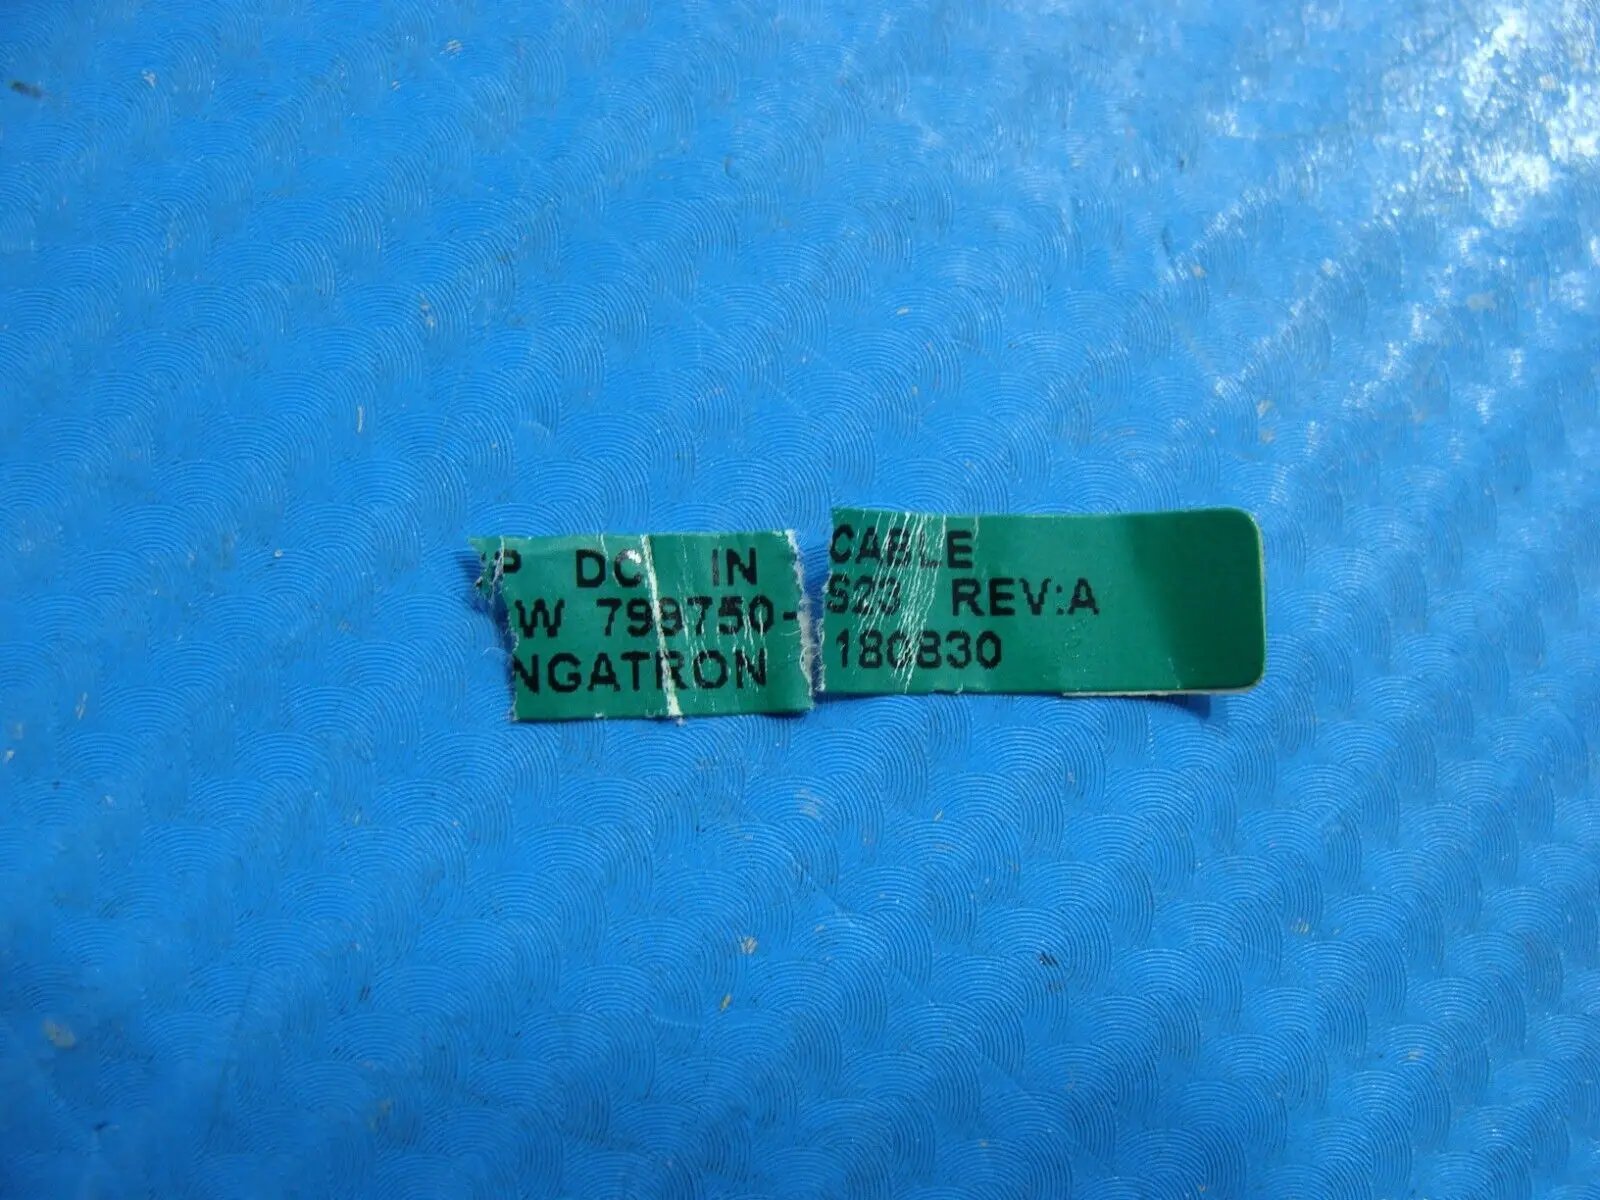 P DC IN CABLE
W 799750-S23 REV:A
NGATRON 180830